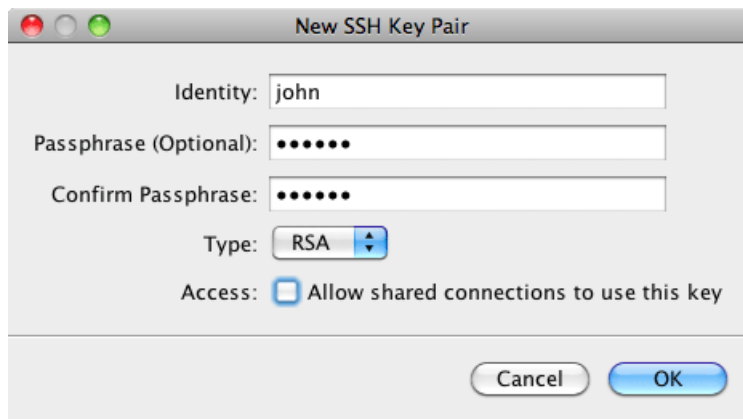 New SSH Key Pair
Identity: john
Passphrase (Optional): ••••••
Confirm Passphrase: ••••••
Type: RSA
Access: Allow shared connections to use this key
Cancel OK